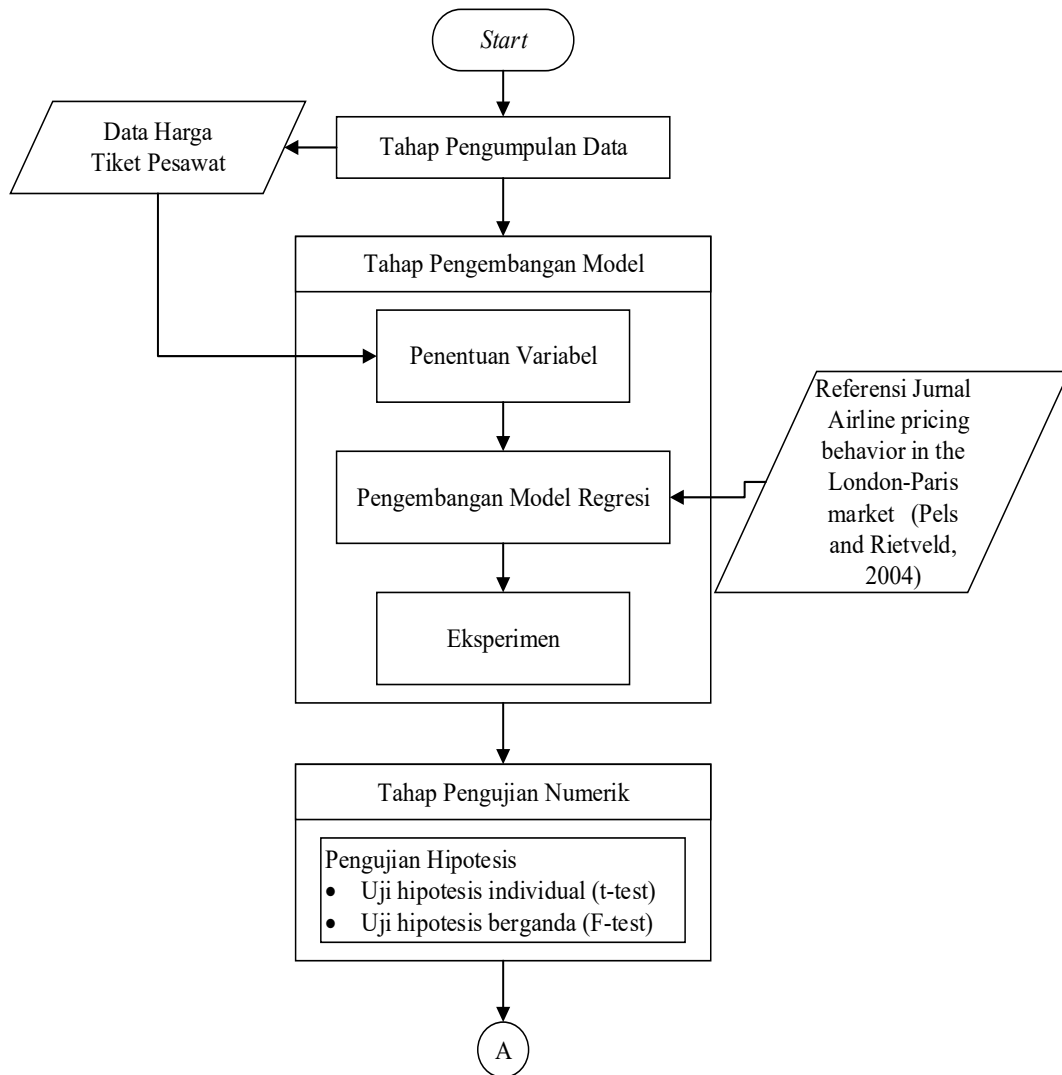 Start
Data Harga
Tiket Pesawat
Tahap Pengumpulan Data
Tahap Pengembangan Model
Penentuan Variabel
Referensi Jurnal
Airline pricing
behavior in the
London-Paris
market (Pels
and Rietveld,
2004)
Pengembangan Model Regresi
Eksperimen
Tahap Pengujian Numerik
Pengujian Hipotesis
• Uji hipotesis individual (t-test)
• Uji hipotesis berganda (F-test)
A